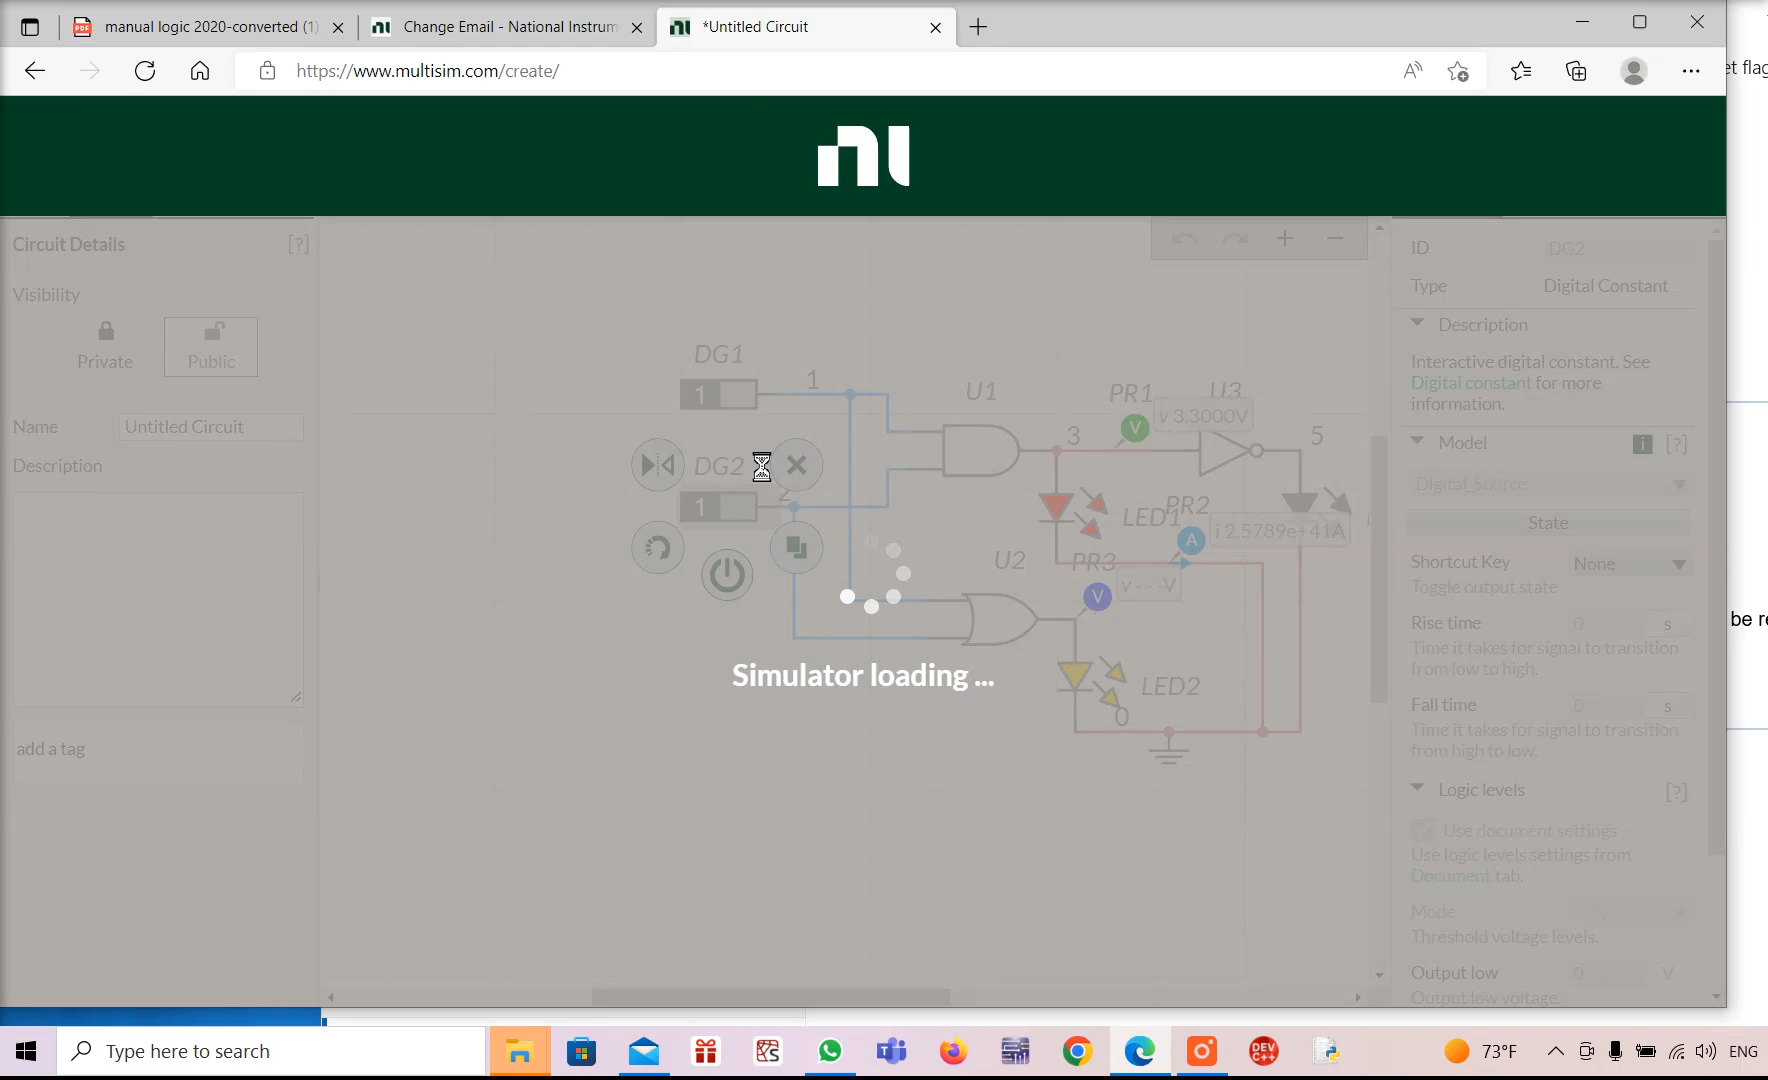 manual logic 2020-converted (1)
Change Email - National Instrum
*Untitled Circuit
https://www.multisim.com/create/
et flag
ni
Circuit Details
[?]
Visibility
Private
Public
Name
Untitled Circuit
Description
add a tag
DG1
1
1
DG2
1
2
U1
U2
3
PR1
V
v 3.3000V
U3
5
LED1
PR2
A
i 2.5789e+41A
PR3
V
v - - - V
LED2
0
Simulator loading ...
ID
DG2
Type
Digital Constant
Description
Interactive digital constant. See
Digital constant for more
information.
Model
i
[?]
Digital_Source
State
Shortcut Key
None
Toggle output state
Rise time
0
s
Time it takes for signal to transition
from low to high.
Fall time
0
s
Time it takes for signal to transition
from high to low.
Logic levels
[?]
Use document settings
Use logic levels settings from
Document tab.
Mode
Threshold voltage levels.
Output low
0
V
Output low voltage.
be re
Type here to search
DEV
C++
73°F
ENG